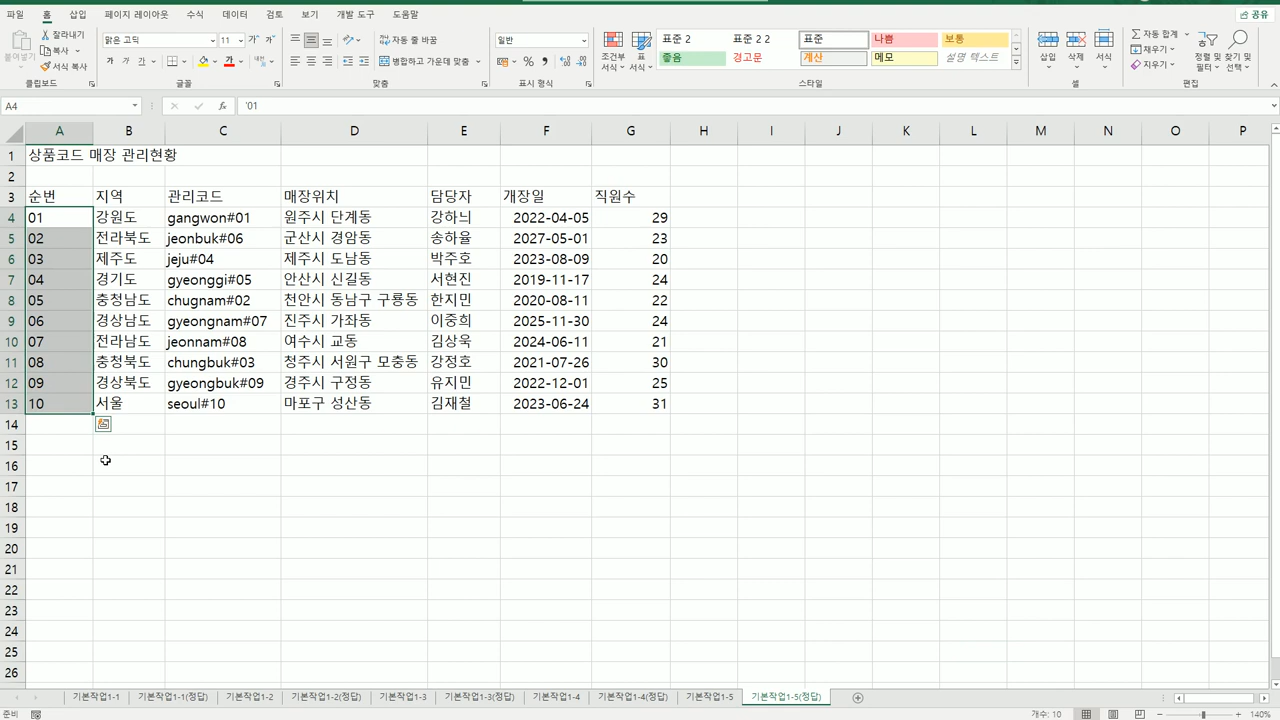 파일 홈 삽입 페이지 레이아웃 수식 데이터 검토 보기 개발 도구 도움말 공유
잘라내기
붙여넣기 복사
서식 복사
클립보드
맑은 고딕 11
가 가 가
글꼴
자동 줄 바꿈
병합하고 가운데 맞춤
맞춤
일반
%
표시 형식
조건부 서식 표 서식
표준 2 표준 2 2 표준 나쁨 보통
좋음 경고문 계산 메모 설명 텍스트
스타일
삽입 삭제 서식
셀
자동 합계
채우기
지우기
정렬 및 필터 찾기 및 선택
편집
A4 fx '01
A B C D E F G H I J K L M N O P
1 상품코드 매장 관리현황
2
3 순번 지역 관리코드 매장위치 담당자 개장일 직원수
4 01 강원도 gangwon#01 원주시 단계동 강하늬 2022-04-05 29
5 02 전라북도 jeonbuk#06 군산시 경암동 송하율 2027-05-01 23
6 03 제주도 jeju#04 제주시 도남동 박주호 2023-08-09 20
7 04 경기도 gyeonggi#05 안산시 신길동 서현진 2019-11-17 24
8 05 충청남도 chugnam#02 천안시 동남구 구룡동 한지민 2020-08-11 22
9 06 경상남도 gyeongnam#07 진주시 가좌동 이중희 2025-11-30 24
10 07 전라남도 jeonnam#08 여수시 교동 김상욱 2024-06-11 21
11 08 충청북도 chungbuk#03 청주시 서원구 모충동 강정호 2021-07-26 30
12 09 경상북도 gyeongbuk#09 경주시 구정동 유지민 2022-12-01 25
13 10 서울 seoul#10 마포구 성산동 김재철 2023-06-24 31
14
15
16
17
18
19
20
21
22
23
24
25
26
기본작업1-1 기본작업1-1(정답) 기본작업1-2 기본작업1-2(정답) 기본작업1-3 기본작업1-3(정답) 기본작업1-4 기본작업1-4(정답) 기본작업1-5 기본작업1-5(정답)
준비 개수: 10 140%